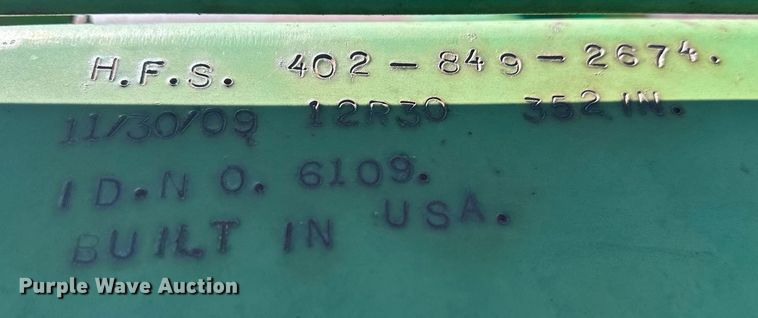 H.F.S. 402-849-2674.
11/30/09 12R30 352 IN.
ID.NO. 6109.
BUILT IN USA.
Purple Wave Auction